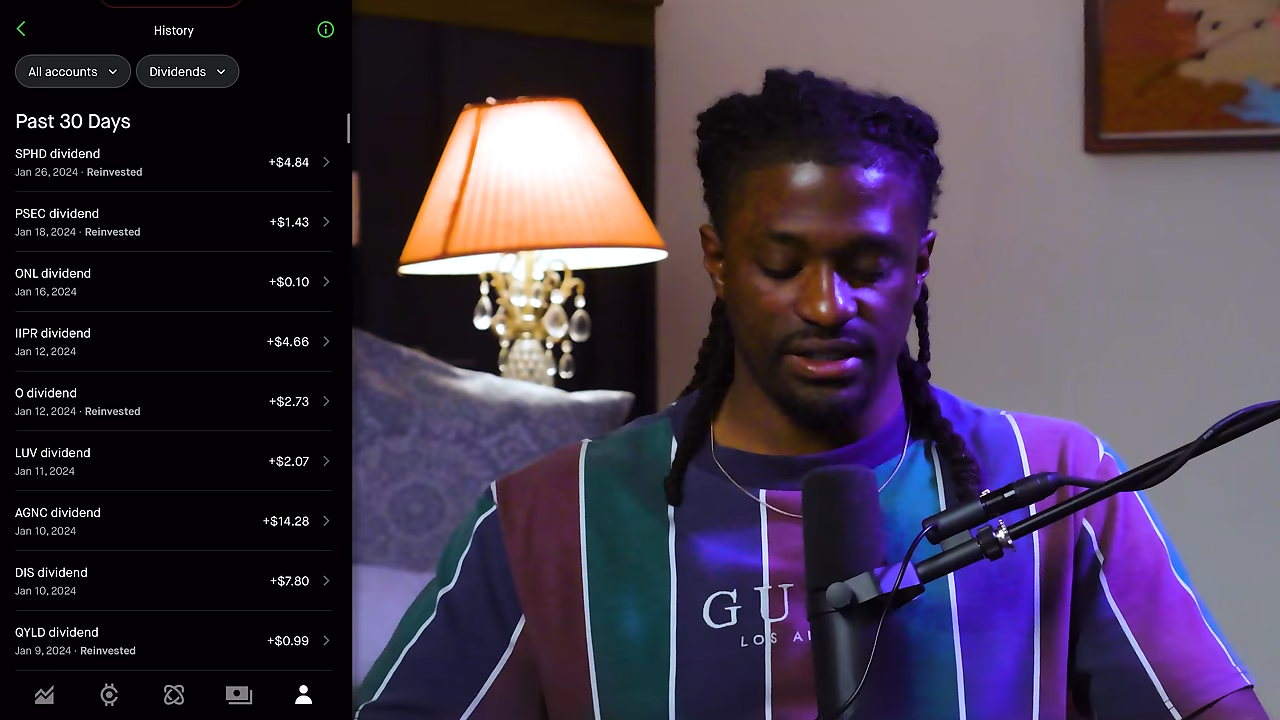 History
All accounts
Dividends
Past 30 Days
SPHD dividend
+$4.84
Jan 26, 2024 · Reinvested
PSEC dividend
+$1.43
Jan 18, 2024 · Reinvested
ONL dividend
+$0.10
Jan 16, 2024
IIPR dividend
+$4.66
Jan 12, 2024
O dividend
+$2.73
Jan 12, 2024 · Reinvested
LUV dividend
+$2.07
Jan 11, 2024
AGNC dividend
+$14.28
Jan 10, 2024
DIS dividend
+$7.80
Jan 10, 2024
QYLD dividend
+$0.99
Jan 9, 2024 · Reinvested
GU
LOS A